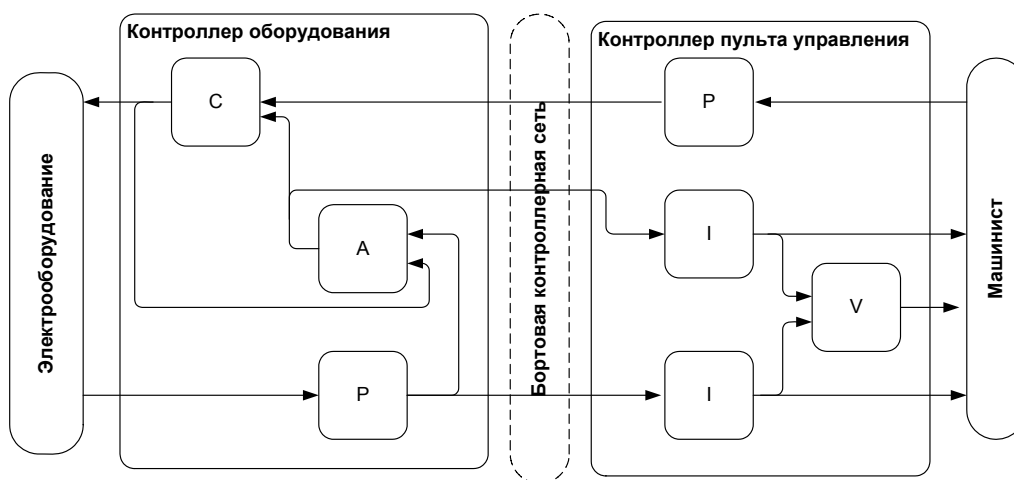 Контроллер оборудования
Контроллер пульта управления
Электрооборудование
Бортовая контроллерная сеть
Машинист
C
P
A
I
V
P
I